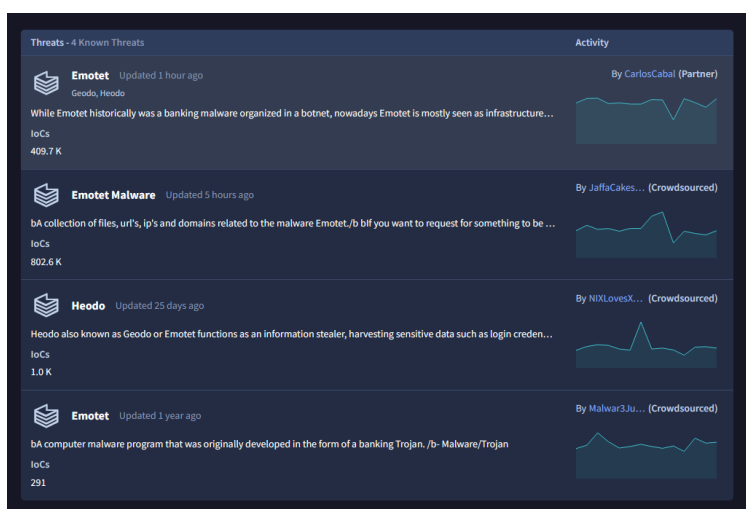 Threats - 4 Known Threats
Activity
Emotet Updated 1 hour ago
By CarlosCabal (Partner)
Geodo, Heodo
While Emotet historically was a banking malware organized in a botnet, nowadays Emotet is mostly seen as infrastructure…
IoCs
409.7 K
Emotet Malware Updated 5 hours ago
By JaffaCakes… (Crowdsourced)
bA collection of files, url's, ip's and domains related to the malware Emotet./b bIf you want to request for something to be …
IoCs
802.6 K
Heodo Updated 25 days ago
By NIXLovesX… (Crowdsourced)
Heodo also known as Geodo or Emotet functions as an information stealer, harvesting sensitive data such as login creden…
IoCs
1.0 K
Emotet Updated 1 year ago
By Malwar3Ju… (Crowdsourced)
bA computer malware program that was originally developed in the form of a banking Trojan. /b- Malware/Trojan
IoCs
291